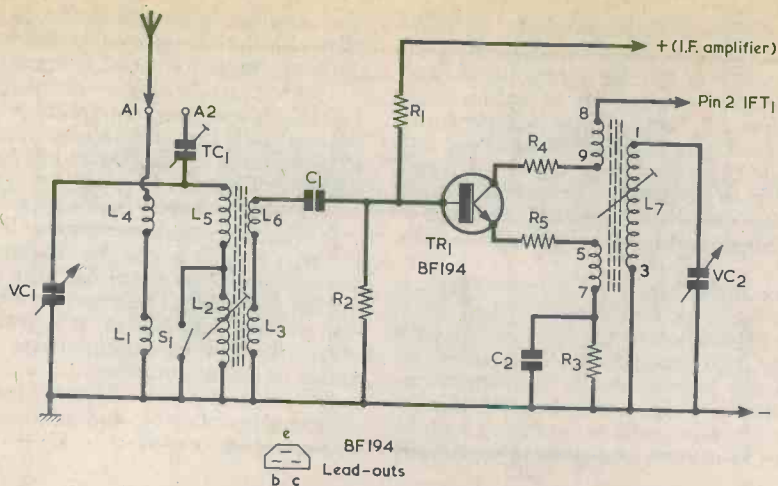 +(I.F. amplifier)
A1
A2
R1
8
Pin 2 IFT1
TC1
R4
1
9
C1
L4
L5
L6
L7
TR1
BF194
R5
5
3
VC1
VC2
R2
7
L2
L1
S1
L3
C2
R3
−
e
BF194
Lead-outs
b c